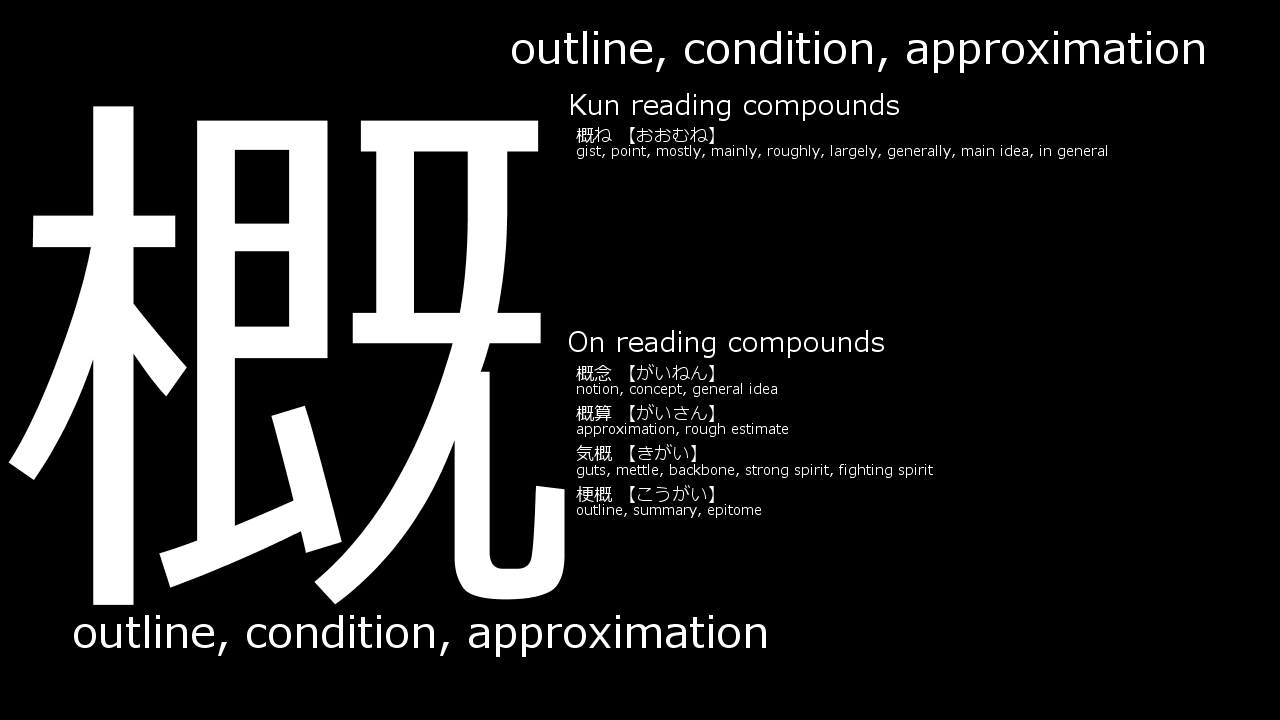 outline, condition, approximation
概
Kun reading compounds
概ね 【おおむね】
gist, point, mostly, mainly, roughly, largely, generally, main idea, in general
On reading compounds
概念 【がいねん】
notion, concept, general idea
概算 【がいさん】
approximation, rough estimate
気概 【きがい】
guts, mettle, backbone, strong spirit, fighting spirit
梗概 【こうがい】
outline, summary, epitome
outline, condition, approximation